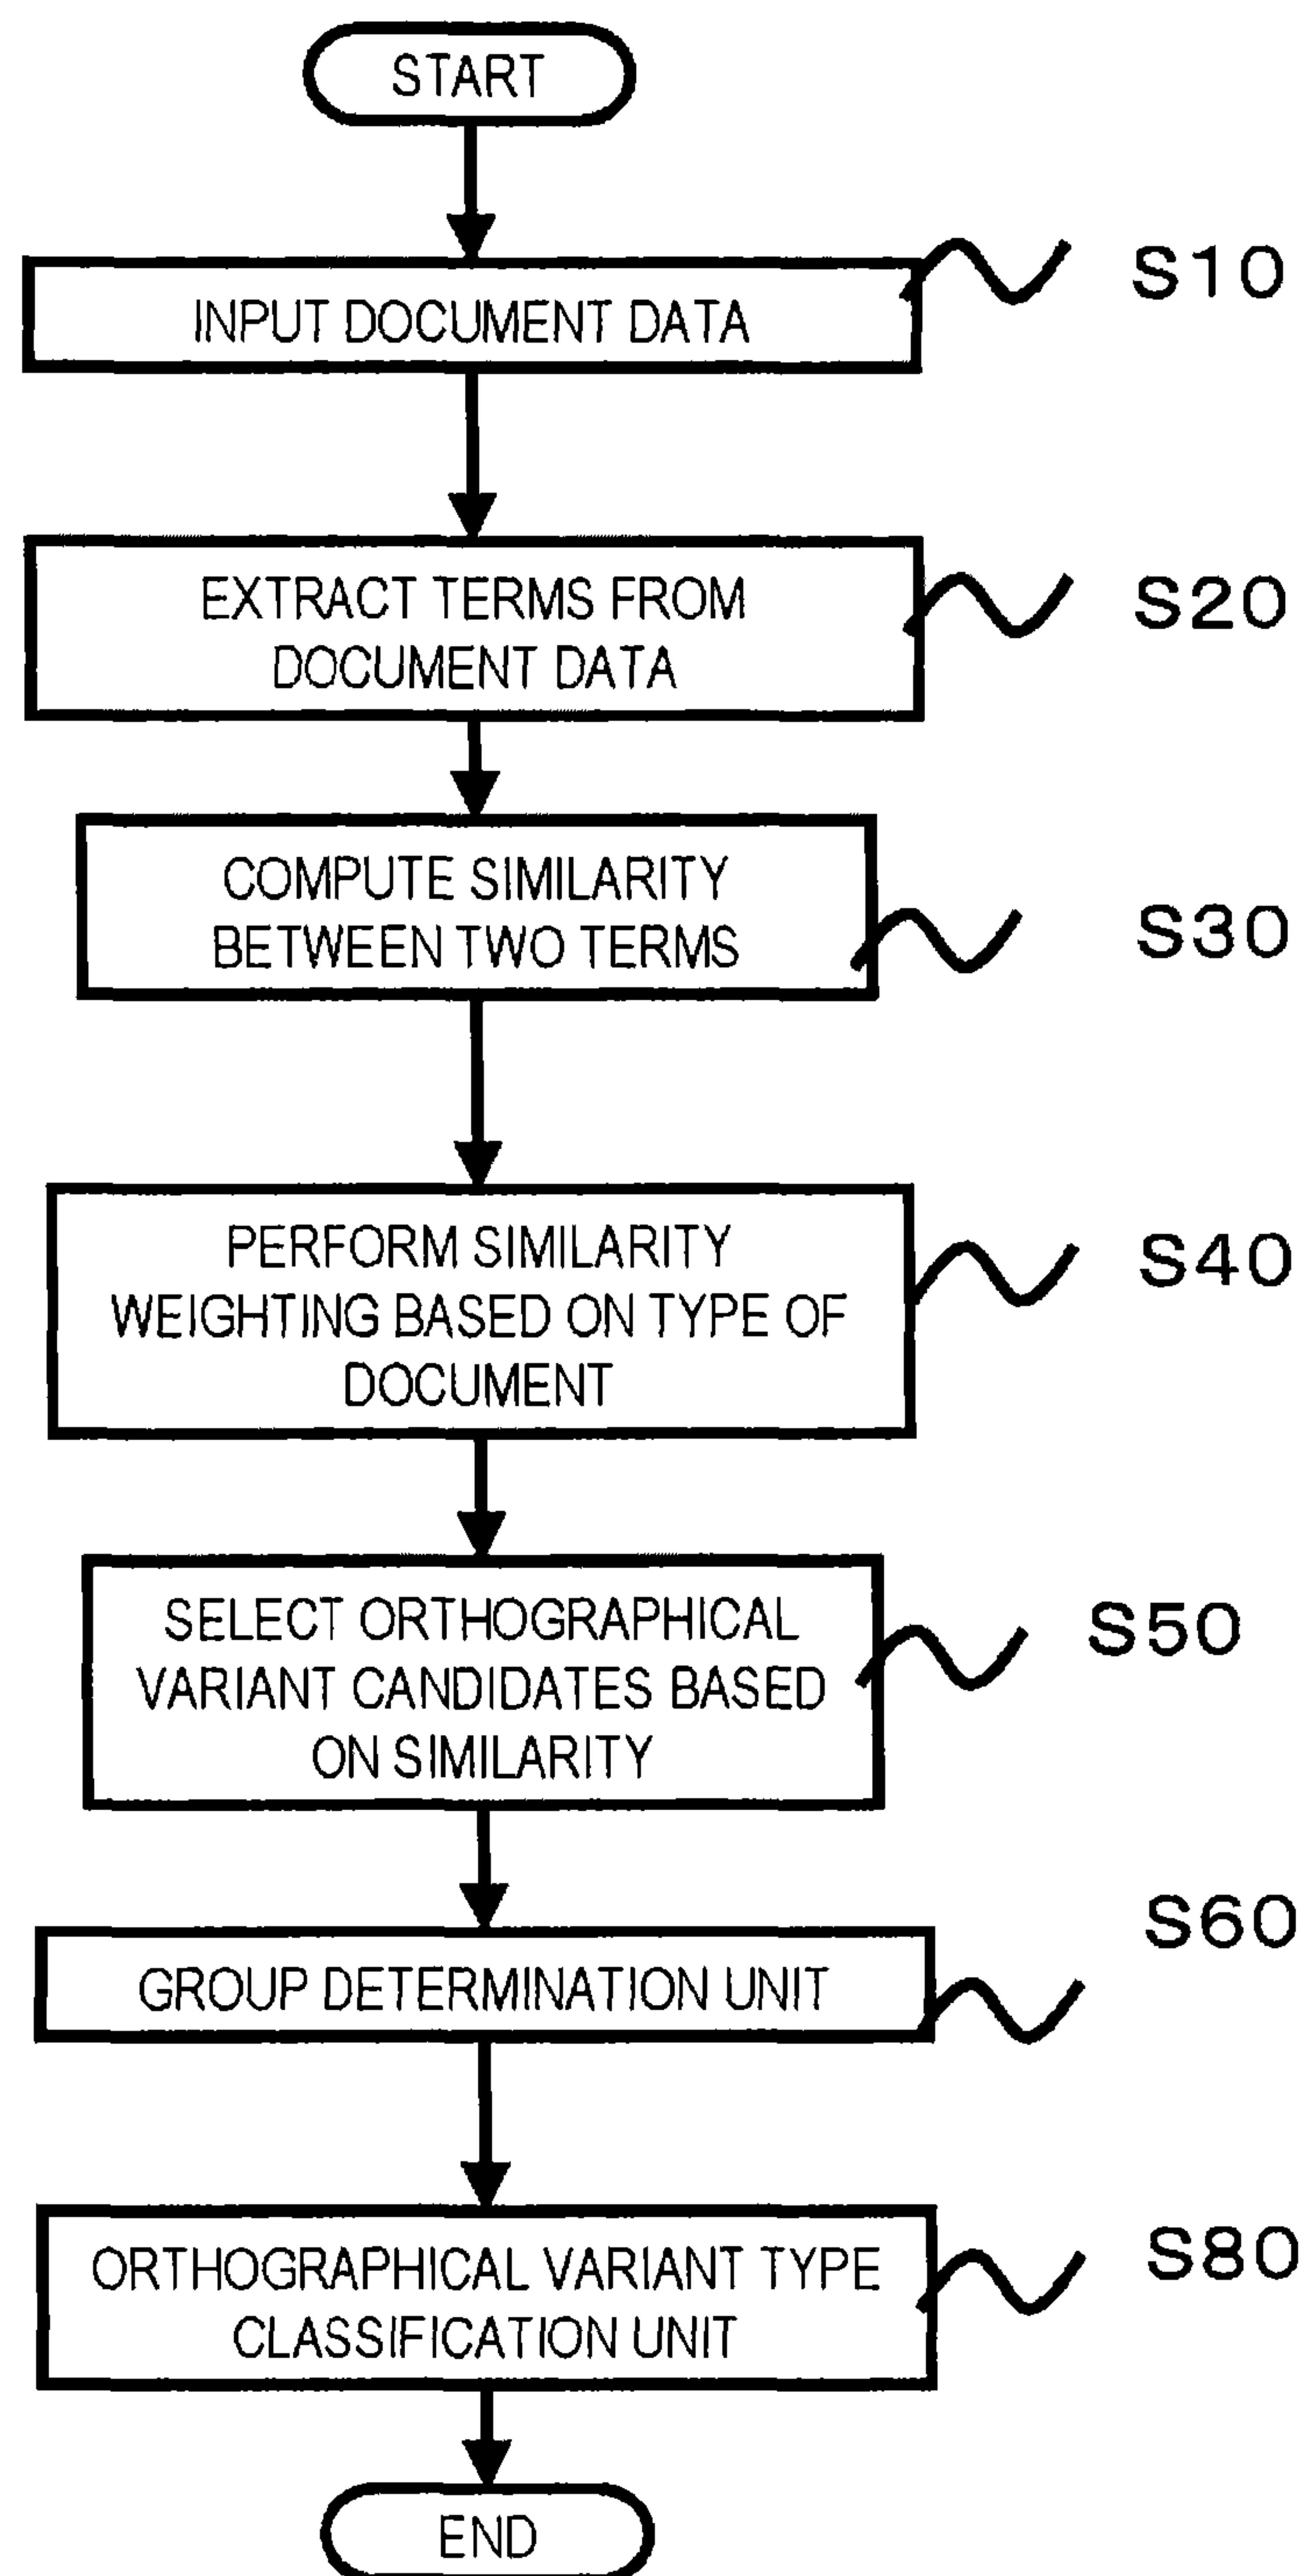 START
INPUT DOCUMENT DATA
S10
EXTRACT TERMS FROM
DOCUMENT DATA
S20
COMPUTE SIMILARITY
BETWEEN TWO TERMS
S30
PERFORM SIMILARITY
WEIGHTING BASED ON TYPE OF
DOCUMENT
S40
SELECT ORTHOGRAPHICAL
VARIANT CANDIDATES BASED
ON SIMILARITY
S50
GROUP DETERMINATION UNIT
S60
ORTHOGRAPHICAL VARIANT TYPE
CLASSIFICATION UNIT
S80
END